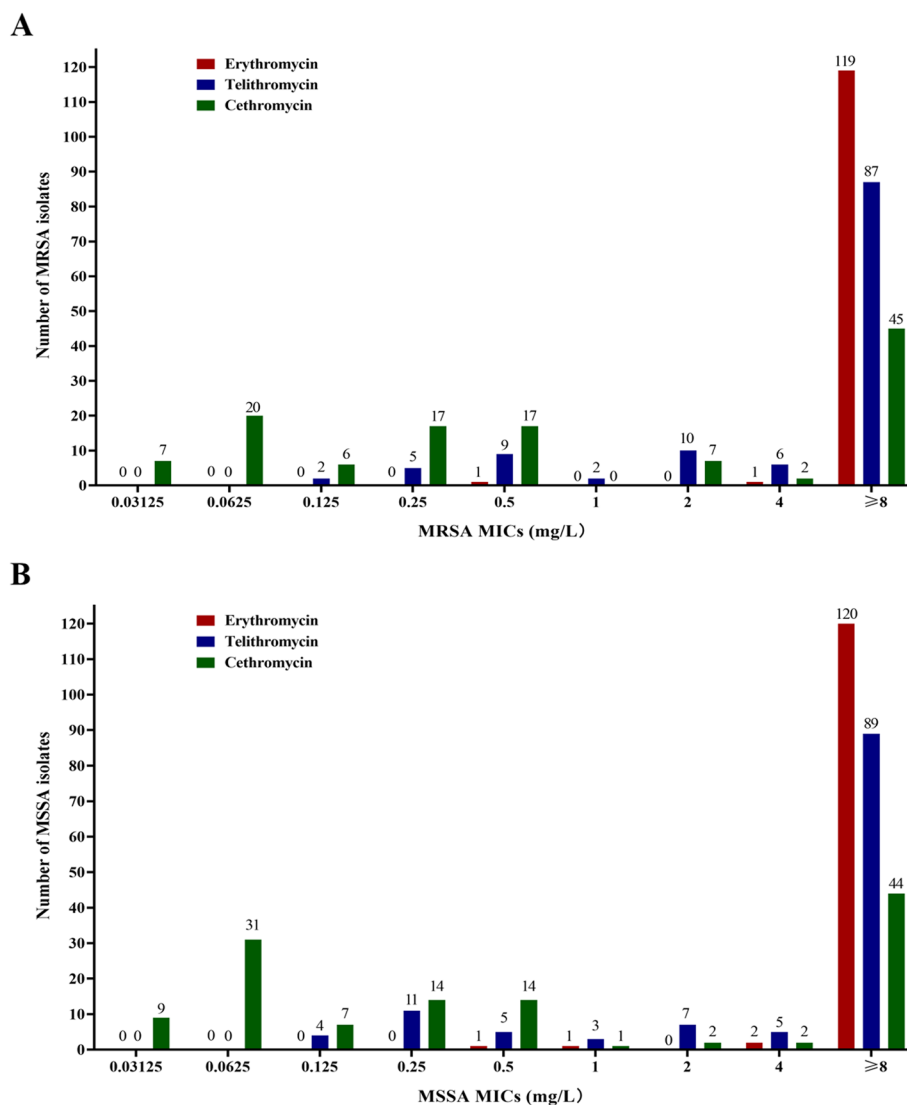 A
Erythromycin
Telithromycin
Cethromycin
Number of MRSA isolates
120
110
100
90
80
70
60
50
40
30
20
10
0
0 0 7
0 0 20
0 2 6
0 5 17
1 9 17
0 2 0
0 10 7
1 6 2
119 87 45
0.03125 0.0625 0.125 0.25 0.5 1 2 4 ⩾8
MRSA MICs (mg/L）
B
Erythromycin
Telithromycin
Cethromycin
Number of MSSA isolates
120
110
100
90
80
70
60
50
40
30
20
10
0
0 0 9
0 0 31
0 4 7
0 11 14
1 5 14
1 3 1
0 7 2
2 5 2
120 89 44
0.03125 0.0625 0.125 0.25 0.5 1 2 4 ⩾8
MSSA MICs (mg/L）